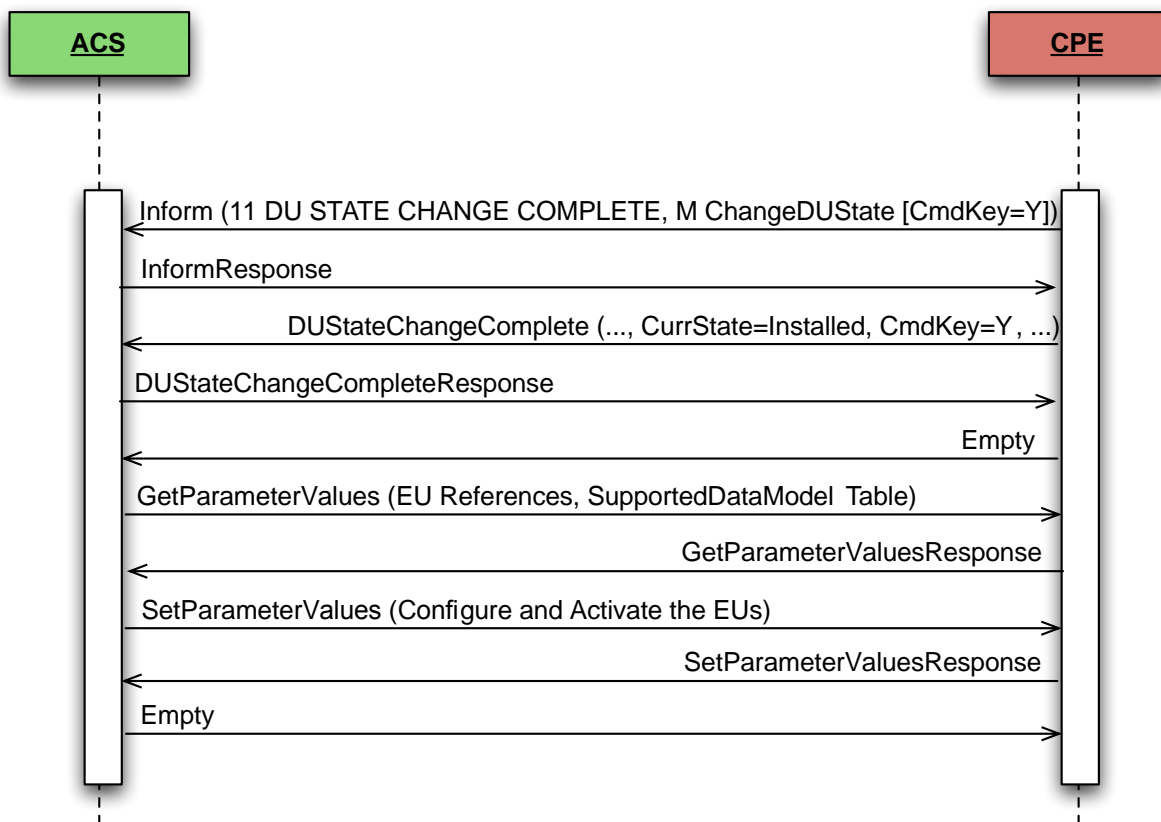 ACS
CPE
Inform (11 DU STATE CHANGE COMPLETE, M ChangeDUState [CmdKey=Y])
InformResponse
DUStateChangeComplete (..., CurrState=Installed, CmdKey=Y, ...)
DUStateChangeCompleteResponse
Empty
GetParameterValues (EU References, SupportedDataModel Table)
GetParameterValuesResponse
SetParameterValues (Configure and Activate the EUs)
SetParameterValuesResponse
Empty